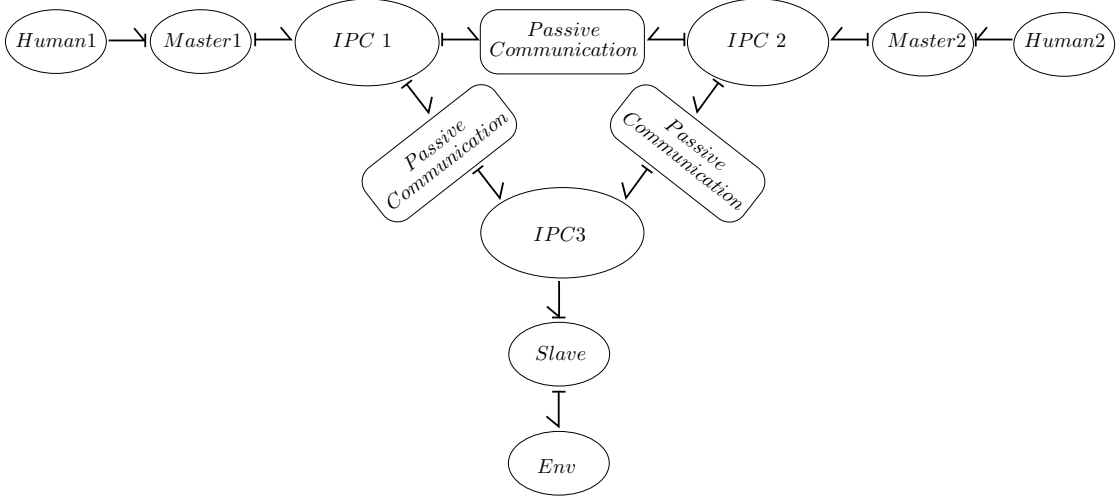 Human1
Master1
IPC 1
Passive
Communication
IPC 2
Master2
Human2
Passive
Communication
Passive
Communication
IPC3
Slave
Env